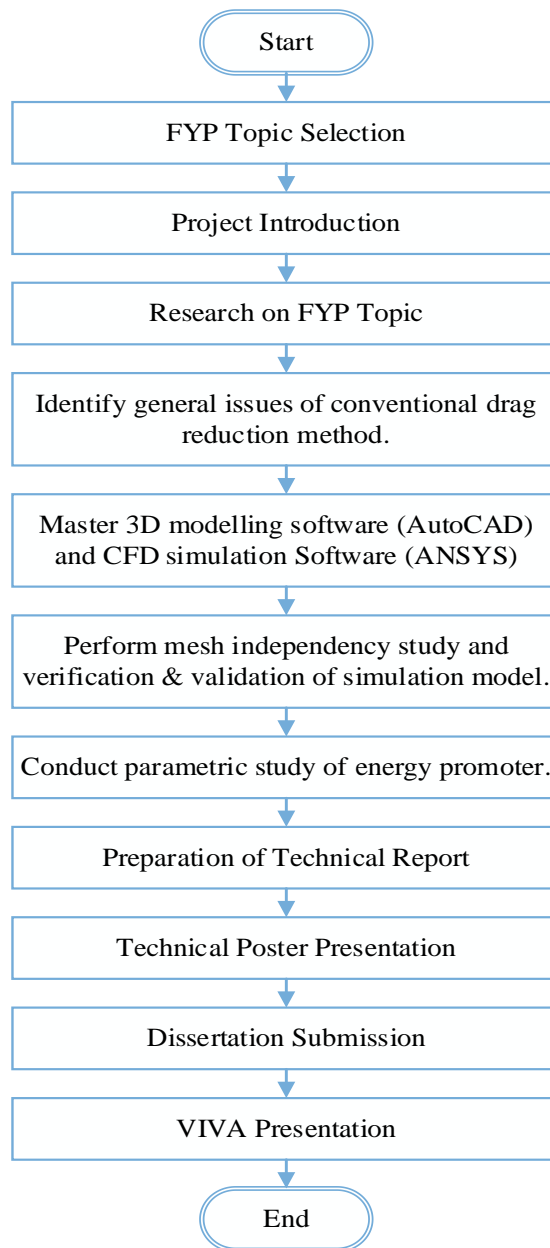 Start
FYP Topic Selection
Project Introduction
Research on FYP Topic
Identify general issues of conventional drag
reduction method.
Master 3D modelling software (AutoCAD)
and CFD simulation Software (ANSYS)
Perform mesh independency study and
verification & validation of simulation model.
Conduct parametric study of energy promoter.
Preparation of Technical Report
Technical Poster Presentation
Dissertation Submission
VIVA Presentation
End